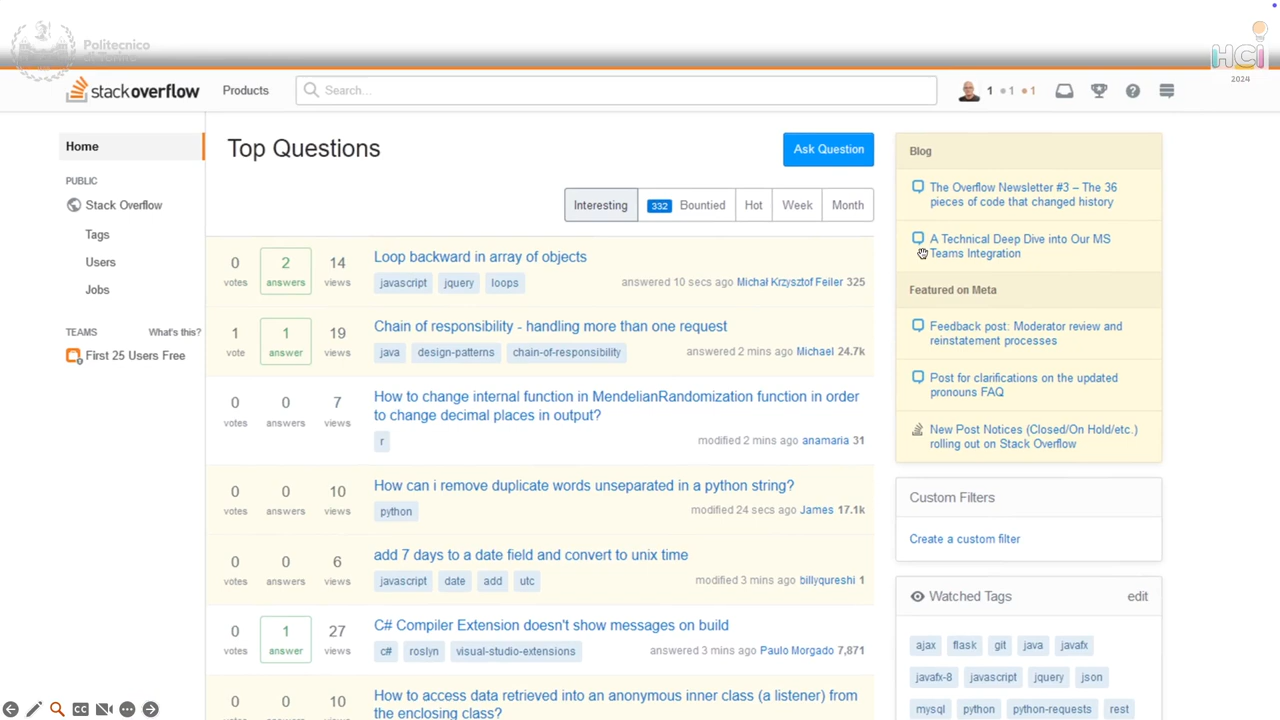 Politecnico
di Torino
HCI
2024
stackoverflow
Products
Search...
1 1 1
Home
PUBLIC
Stack Overflow
Tags
Users
Jobs
TEAMS What's this?
First 25 Users Free
Top Questions
Ask Question
Interesting
332 Bountied
Hot
Week
Month
0 votes
2 answers
14 views
Loop backward in array of objects
javascript jquery loops
answered 10 secs ago Michał Krzysztof Feiler 325
1 vote
1 answer
19 views
Chain of responsibility - handling more than one request
java design-patterns chain-of-responsibility
answered 2 mins ago Michael 24.7k
0 votes
0 answers
7 views
How to change internal function in MendelianRandomization function in order
to change decimal places in output?
r
modified 2 mins ago anamaria 31
0 votes
0 answers
10 views
How can i remove duplicate words unseparated in a python string?
python
modified 24 secs ago James 17.1k
0 votes
0 answers
6 views
add 7 days to a date field and convert to unix time
javascript date add utc
modified 3 mins ago billyqureshi 1
0 votes
1 answer
27 views
C# Compiler Extension doesn't show messages on build
c# roslyn visual-studio-extensions
answered 3 mins ago Paulo Morgado 7,871
0 votes
0 answers
10 views
How to access data retrieved into an anonymous inner class (a listener) from
the enclosing class?
Blog
The Overflow Newsletter #3 – The 36
pieces of code that changed history
A Technical Deep Dive into Our MS
Teams Integration
Featured on Meta
Feedback post: Moderator review and
reinstatement processes
Post for clarifications on the updated
pronouns FAQ
New Post Notices (Closed/On Hold/etc.)
rolling out on Stack Overflow
Custom Filters
Create a custom filter
Watched Tags edit
ajax flask git java javafx
javafx-8 javascript jquery json
mysql python python-requests rest
CC